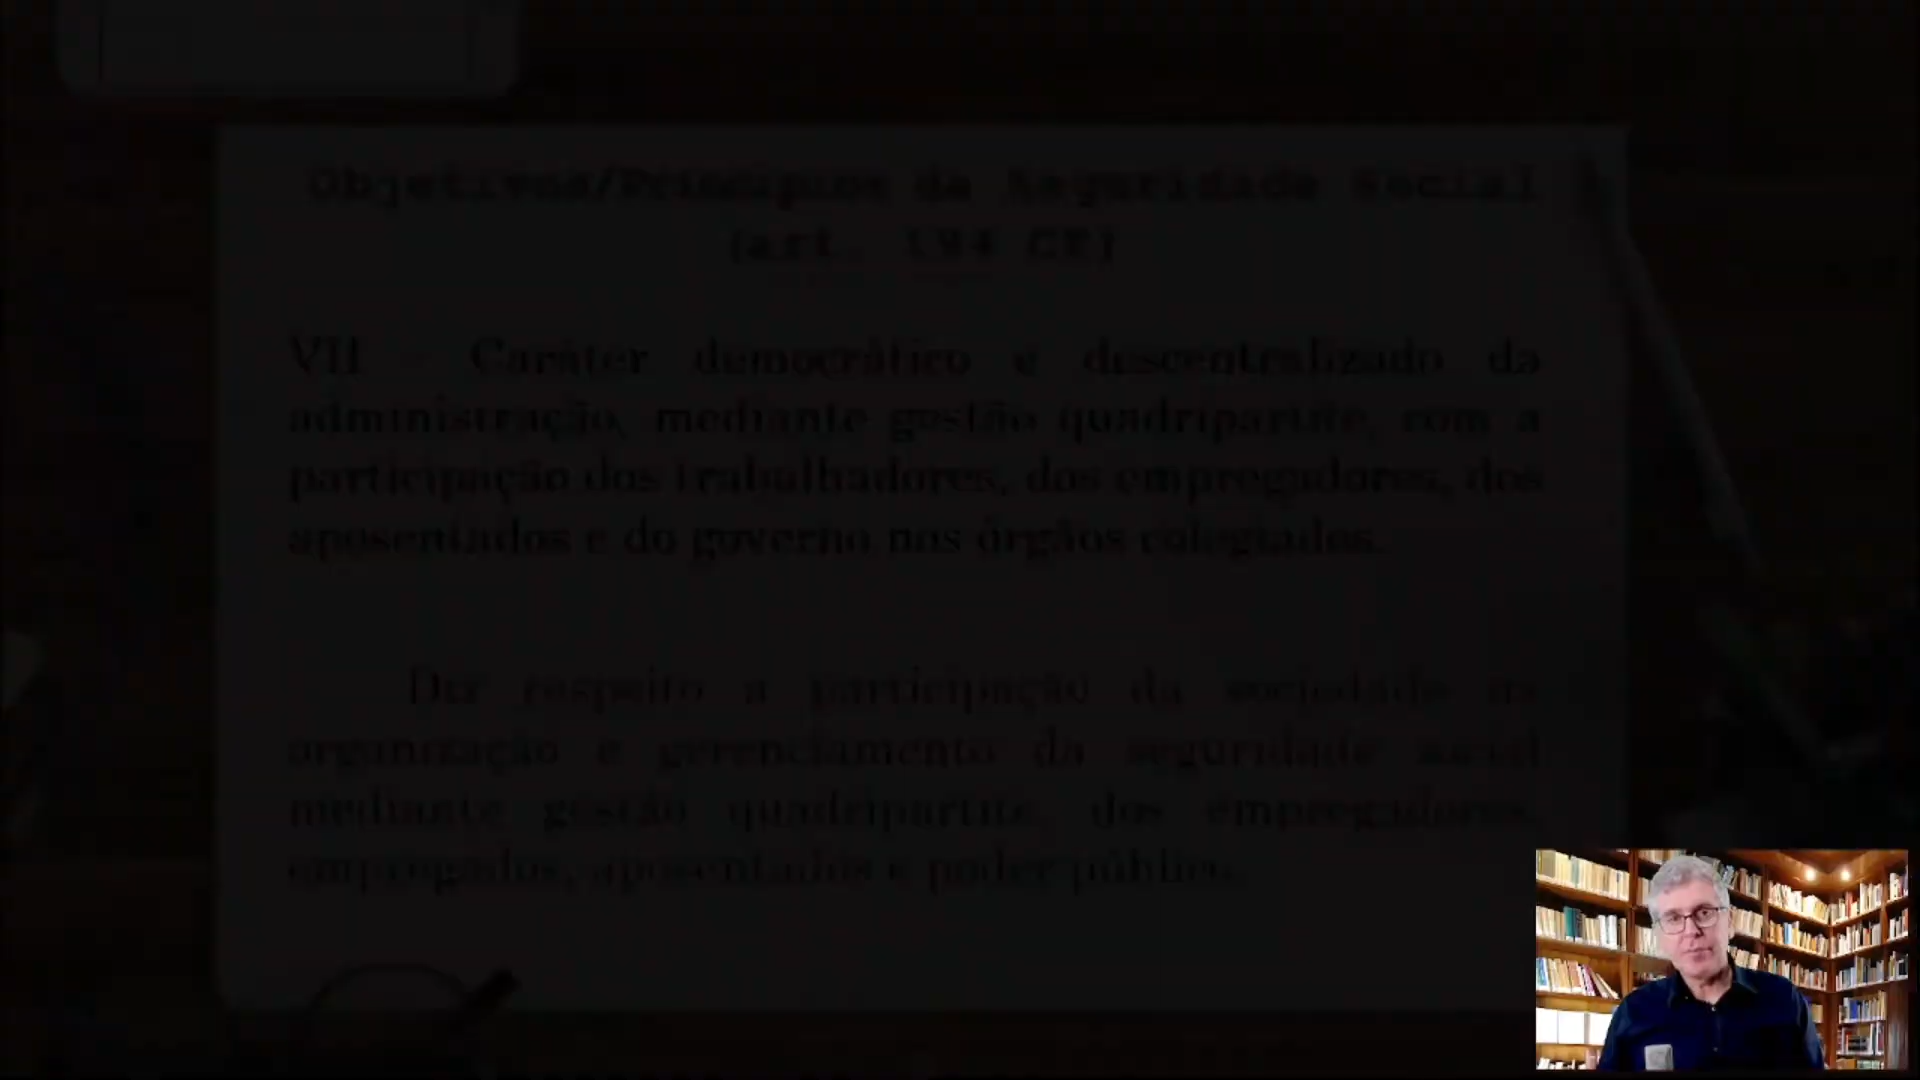 Objetivos/Princípios da Seguridade Social
(art. 194 CF)
VII – Caráter democrático e descentralizado da
administração, mediante gestão quadripartite, com a
participação dos trabalhadores, dos empregadores, dos
aposentados e do governo nos órgãos colegiados.
Diz respeito a participação da sociedade na
organização e gerenciamento da seguridade social
mediante gestão quadripartite, dos empregadores,
empregados, aposentados e poder público.